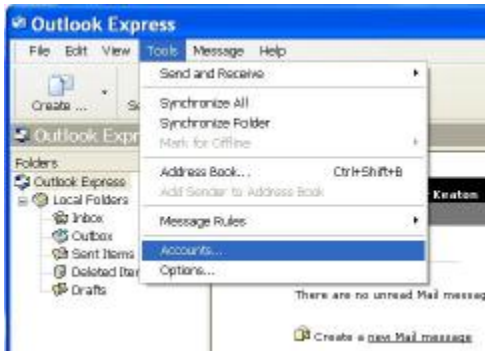 Outlook Express
File Edit View Tools Message Help
Create ...
Outlook Expr
Send and Receive
Synchronize All
Synchronize Folder
Mark for Offline
Address Book... Ctrl+Shift+B
Add Sender to Address Book
Message Rules
Accounts...
Options...
Folders
Outlook Express
Local Folders
Inbox
Outbox
Sent Items
Deleted Iter
Drafts
Keaton
There are no unread Mail messag
Create a new Mail message